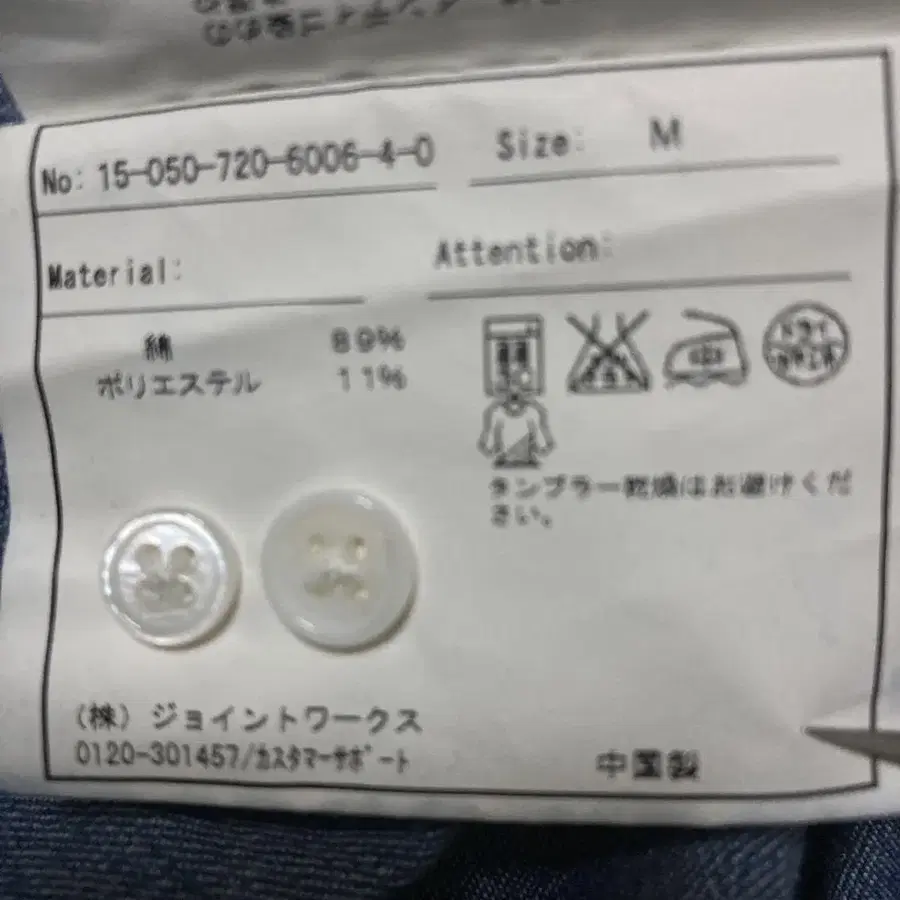 No: 15-050-720-6006-4-0
Size: M
Material:
綿 89%
ポリエステル 11%
Attention:
タンブラー乾燥はお避けくだ
さい。
(株) ジョイントワークス
0120-301457/カスタマーサポート
中国製